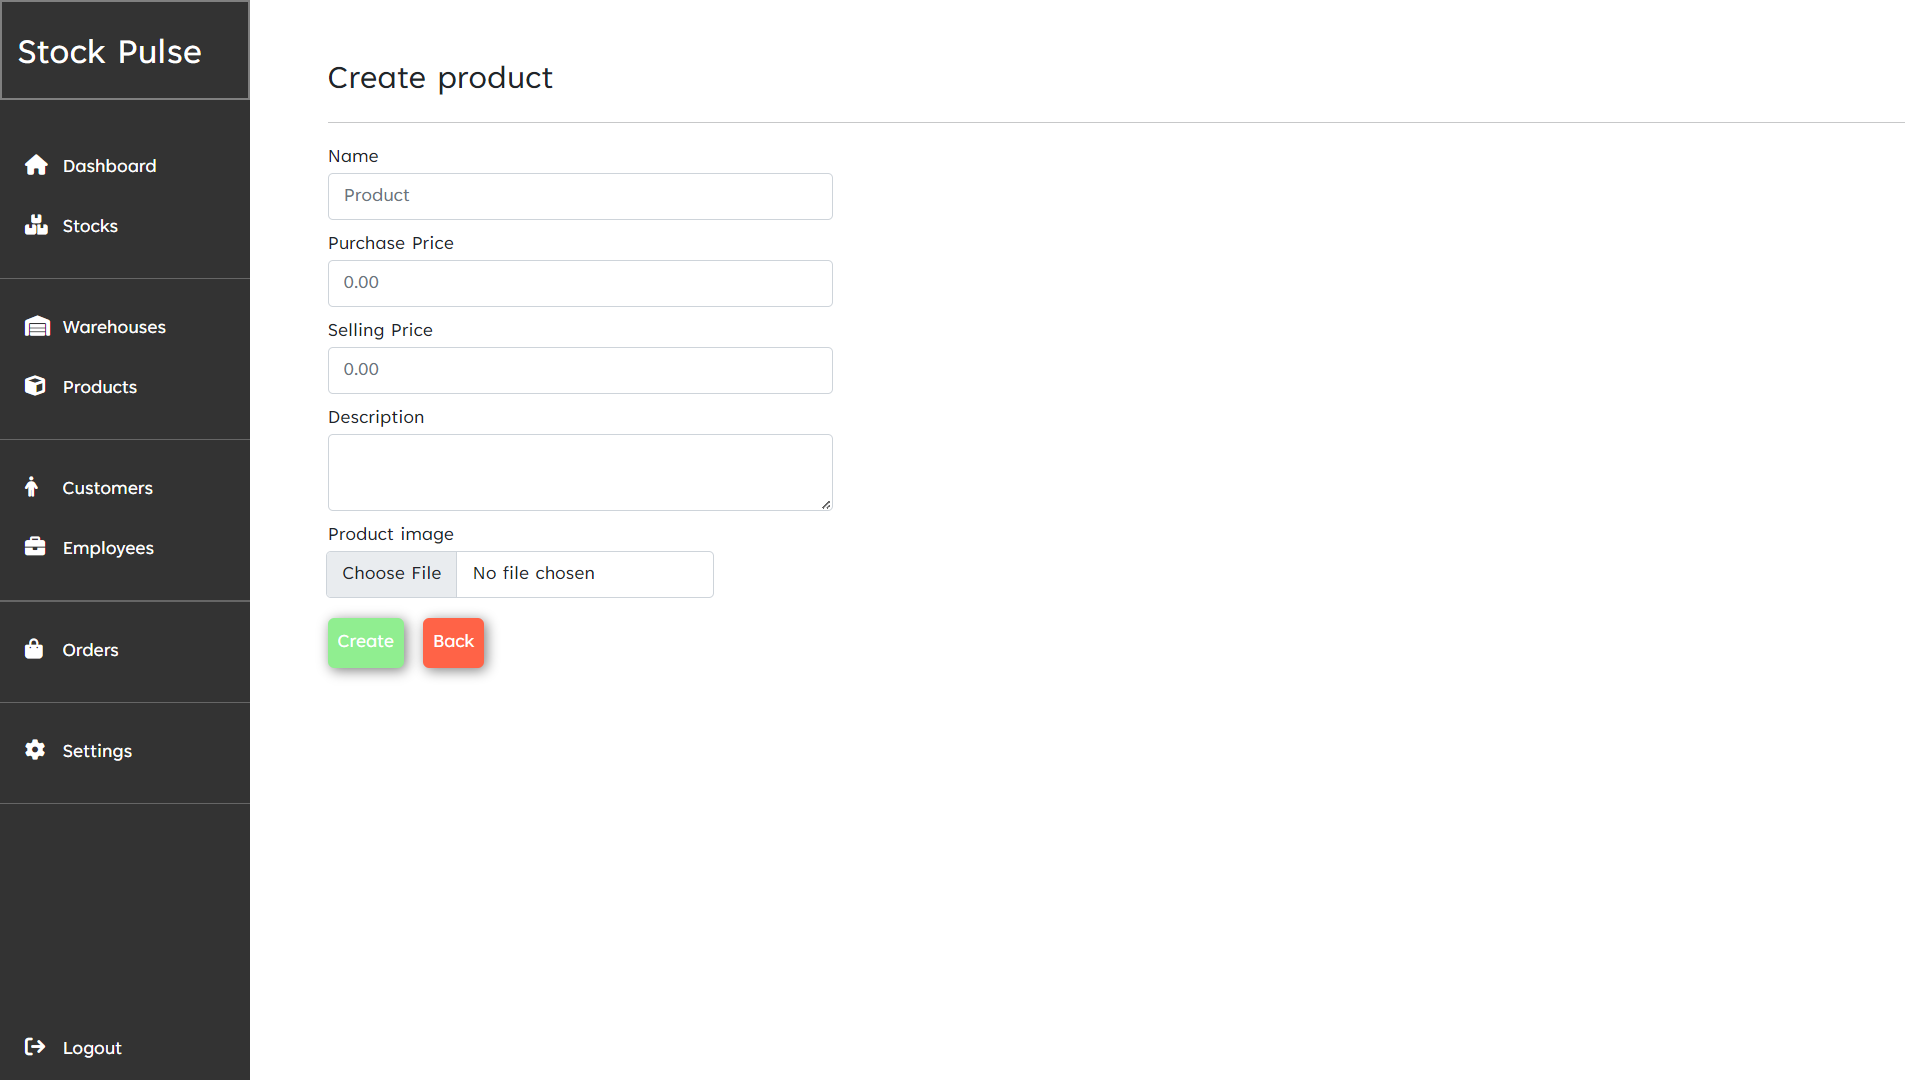 Stock Pulse
Dashboard
Stocks
Warehouses
Products
Customers
Employees
Orders
Settings
Logout
Create product
Name
Product
Purchase Price
0.00
Selling Price
0.00
Description
Product image
Choose File No file chosen
Create Back